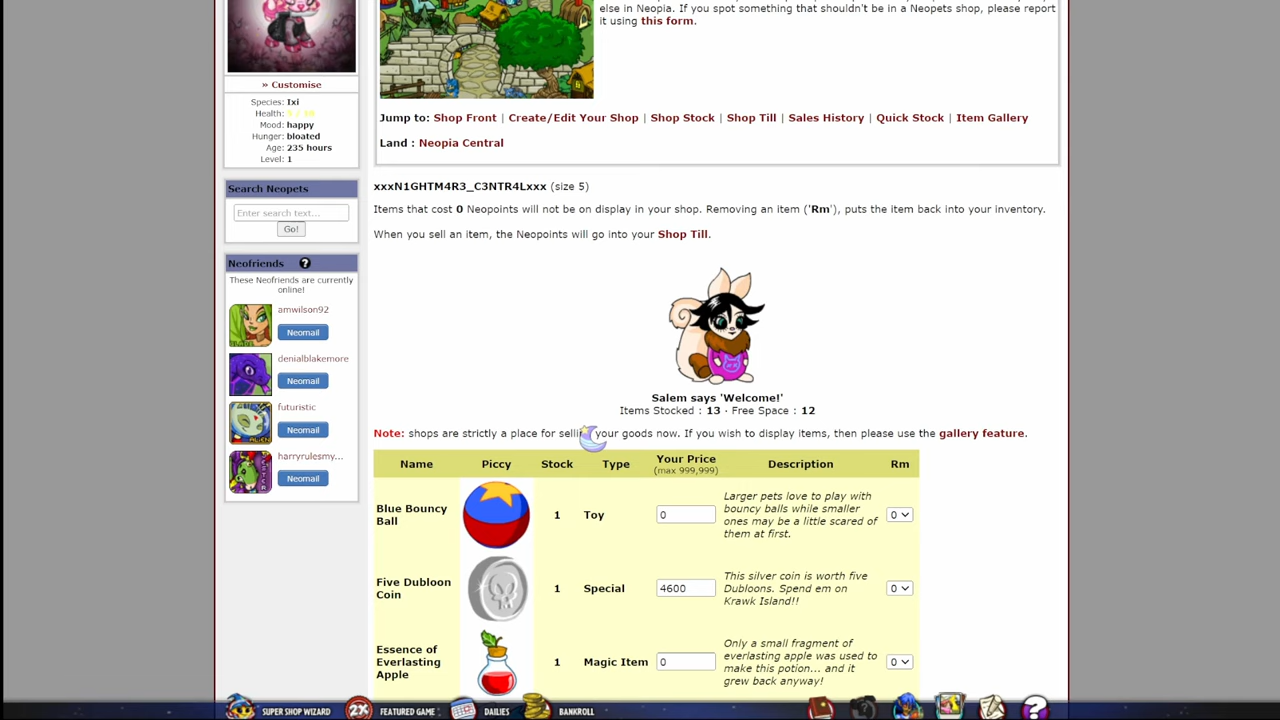 else in Neopia. If you spot something that shouldn't be in a Neopets shop, please report
it using this form.
» Customise
Species: Ixi
Health: 
Mood: happy
Hunger: bloated
Age: 235 hours
Level: 1
Jump to: Shop Front | Create/Edit Your Shop | Shop Stock | Shop Till | Sales History | Quick Stock | Item Gallery
Land : Neopia Central
Search Neopets
Enter search text...
Go!
Neofriends ?
These Neofriends are currently
online!
amwilson92
Neomail
denialblakemore
Neomail
futuristic
Neomail
harryrulesmy...
Neomail
xxxN1GHTM4R3_C3NTR4Lxxx (size 5)
Items that cost 0 Neopoints will not be on display in your shop. Removing an item ('Rm'), puts the item back into your inventory.
When you sell an item, the Neopoints will go into your Shop Till.
Salem says 'Welcome!'
Items Stocked : 13 · Free Space : 12
Note: shops are strictly a place for selli your goods now. If you wish to display items, then please use the gallery feature.
Name Piccy Stock Type Your Price (max 999,999) Description Rm
Blue Bouncy Ball 1 Toy 0 Larger pets love to play with bouncy balls while smaller ones may be a little scared of them at first. 0
Five Dubloon Coin 1 Special 4600 This silver coin is worth five Dubloons. Spend em on Krawk Island!! 0
Essence of Everlasting Apple 1 Magic Item 0 Only a small fragment of everlasting apple was used to make this potion... and it grew back anyway! 0
SUPER SHOP WIZARD 2X FEATURED GAME DAILIES BANKROLL